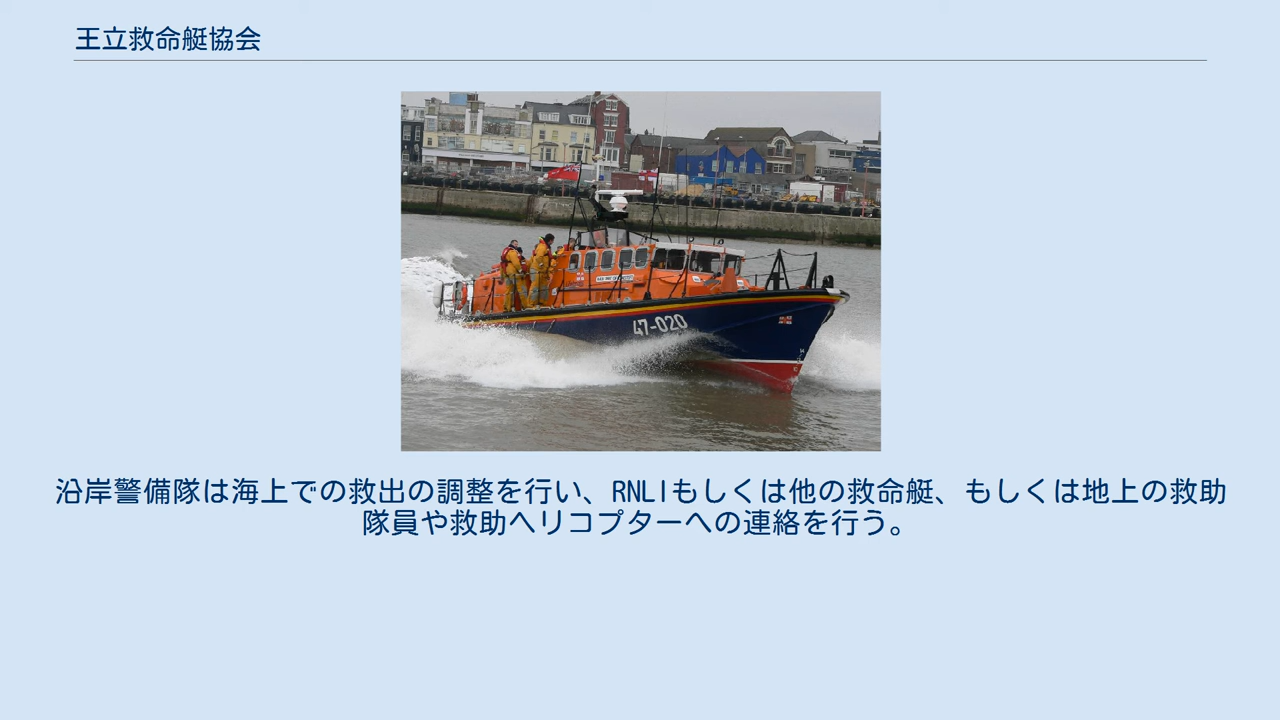 王立救命艇協会
47-020
沿岸警備隊は海上での救出の調整を行い、RNLIもしくは他の救命艇、もしくは地上の救助
隊員や救助ヘリコプターへの連絡を行う。